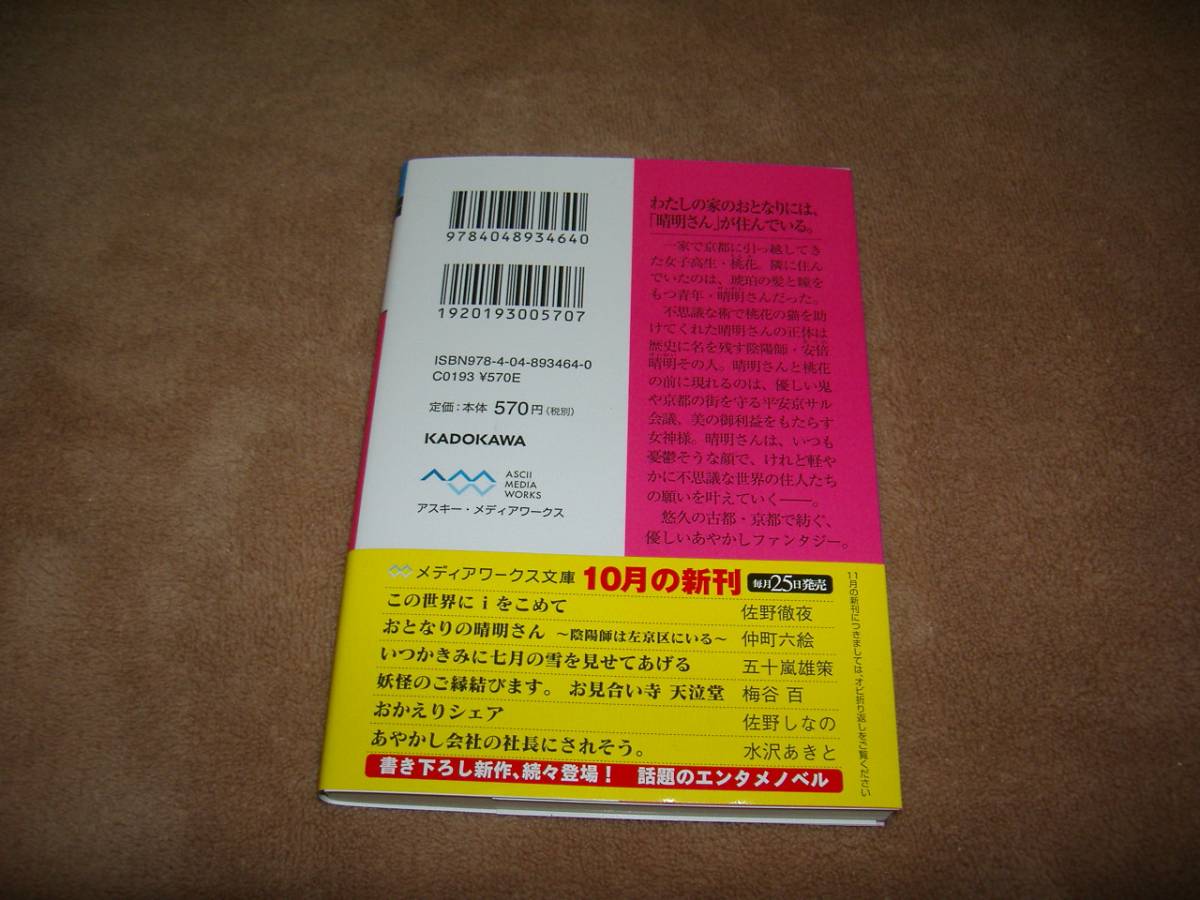 9784048934640
1920193005707
ISBN978-4-04-893464-0
C0193 ¥570E
定価:本体 570円(税別)
KADOKAWA
ASCII
MEDIA
WORKS
アスキー・メディアワークス
わたしの家のおとなりには、
「晴明さん」が住んでいる。
一家で京都に引っ越してき
た女子高生・桃花。隣に住ん
でいたのは、琥珀の髪と瞳を
もつ青年・晴明さんだった。
不思議な術で桃花の猫を助
けてくれた晴明さんの正体は
歴史に名を残す陰陽師・安倍
晴明その人。晴明さんと桃花
の前に現れるのは、優しい鬼
や京都の街を守る平安京サル
会議、美の御利益をもたらす
女神様。晴明さんは、いつも
憂鬱そうな顔で、けれど軽や
かに不思議な世界の住人たち
の願いを叶えていく――。
悠久の古都・京都で紡ぐ、
優しいあやかしファンタジー。
メディアワークス文庫 10月の新刊 毎月25日発売
この世界にiをこめて 佐野徹夜
おとなりの晴明さん ～陰陽師は左京区にいる～ 仲町六絵
いつかきみに七月の雪を見せてあげる 五十嵐雄策
妖怪のご縁結びます。 お見合い寺 天泣堂 梅谷 百
おかえりシェア 佐野しなの
あやかし会社の社長にされそう。 水沢あきと
書き下ろし新作、続々登場! 話題のエンタメノベル
11月の新刊につきましては、オビ折り返しをご覧ください